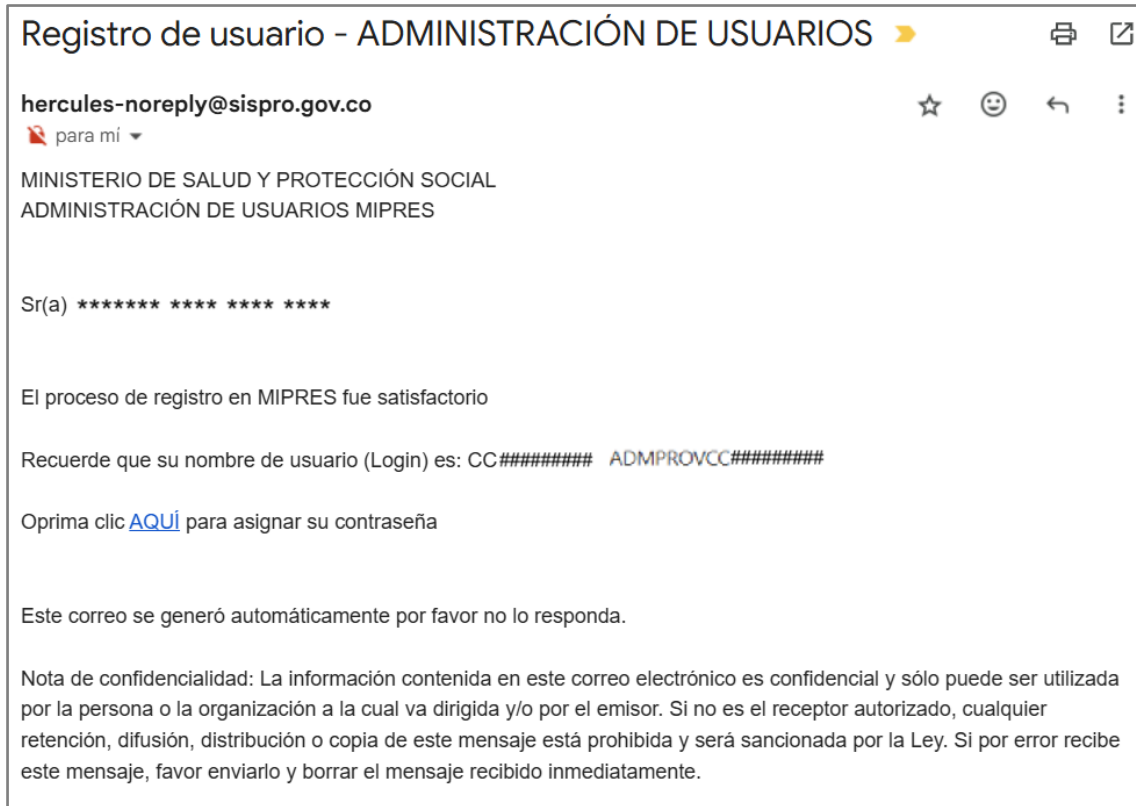 Registro de usuario - ADMINISTRACIÓN DE USUARIOS
hercules-noreply@sispro.gov.co
para mí
MINISTERIO DE SALUD Y PROTECCIÓN SOCIAL
ADMINISTRACIÓN DE USUARIOS MIPRES
Sr(a) ******* **** **** ****
El proceso de registro en MIPRES fue satisfactorio
Recuerde que su nombre de usuario (Login) es: CC######### ADMPROVCC#########
Oprima clic AQUÍ para asignar su contraseña
Este correo se generó automáticamente por favor no lo responda.
Nota de confidencialidad: La información contenida en este correo electrónico es confidencial y sólo puede ser utilizada
por la persona o la organización a la cual va dirigida y/o por el emisor. Si no es el receptor autorizado, cualquier
retención, difusión, distribución o copia de este mensaje está prohibida y será sancionada por la Ley. Si por error recibe
este mensaje, favor enviarlo y borrar el mensaje recibido inmediatamente.